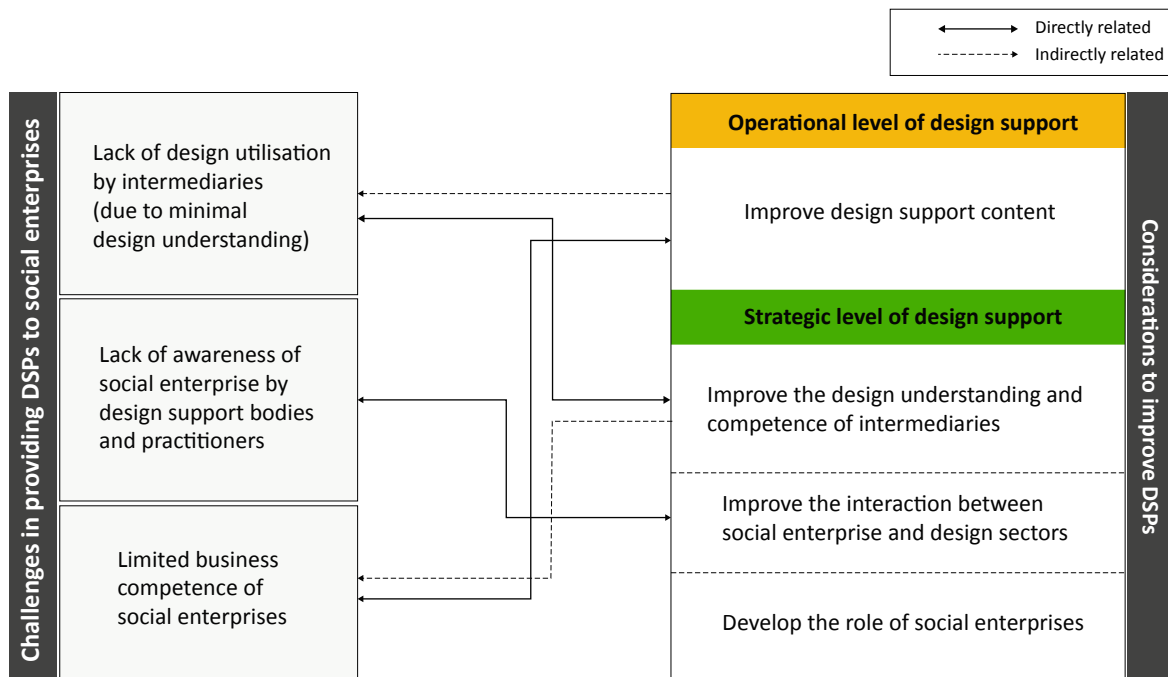 Directly related
Indirectly related
Challenges in providing DSPs to social enterprises
Lack of design utilisation
by intermediaries
(due to minimal
design understanding)
Lack of awareness of
social enterprise by
design support bodies
and practitioners
Limited business
competence of
social enterprises
Operational level of design support
Improve design support content
Strategic level of design support
Improve the design understanding and
competence of intermediaries
Improve the interaction between
social enterprise and design sectors
Develop the role of social enterprises
Considerations to improve DSPs